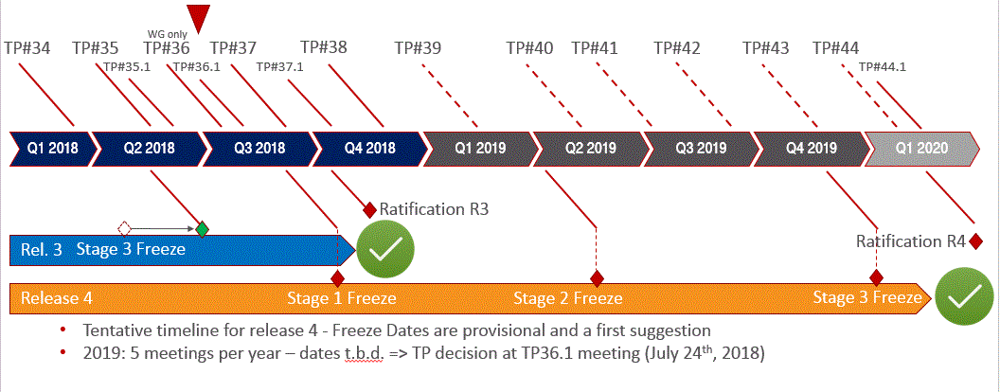 WG only
TP#34 TP#35 TP#36 TP#37 TP#38 TP#39 TP#40 TP#41 TP#42 TP#43 TP#44
TP#35.1 TP#36.1 TP#37.1 TP#44.1
Q1 2018 Q2 2018 Q3 2018 Q4 2018 Q1 2019 Q2 2019 Q3 2019 Q4 2019 Q1 2020
Ratification R3
Ratification R4
Rel. 3 Stage 3 Freeze
Release 4 Stage 1 Freeze Stage 2 Freeze Stage 3 Freeze
• Tentative timeline for release 4 - Freeze Dates are provisional and a first suggestion
• 2019: 5 meetings per year – dates t.b.d. => TP decision at TP36.1 meeting (July 24th, 2018)